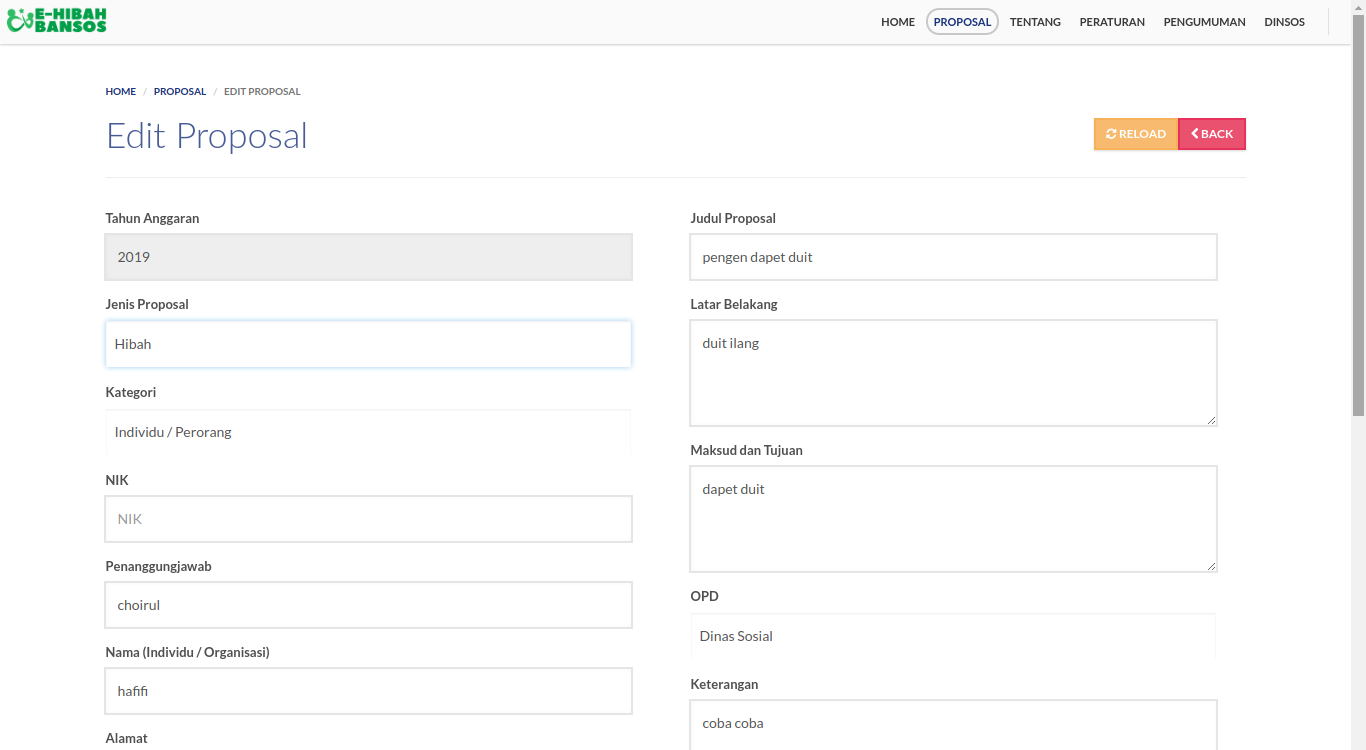 E-HIBAH
BANSOS
HOME PROPOSAL TENTANG PERATURAN PENGUMUMAN DINSOS
HOME / PROPOSAL / EDIT PROPOSAL
Edit Proposal
RELOAD BACK
Tahun Anggaran
2019
Jenis Proposal
Hibah
Kategori
Individu / Perorang
NIK
NIK
Penanggungjawab
choirul
Nama (Individu / Organisasi)
hafifi
Alamat
Judul Proposal
pengen dapet duit
Latar Belakang
duit ilang
Maksud dan Tujuan
dapet duit
OPD
Dinas Sosial
Keterangan
coba coba